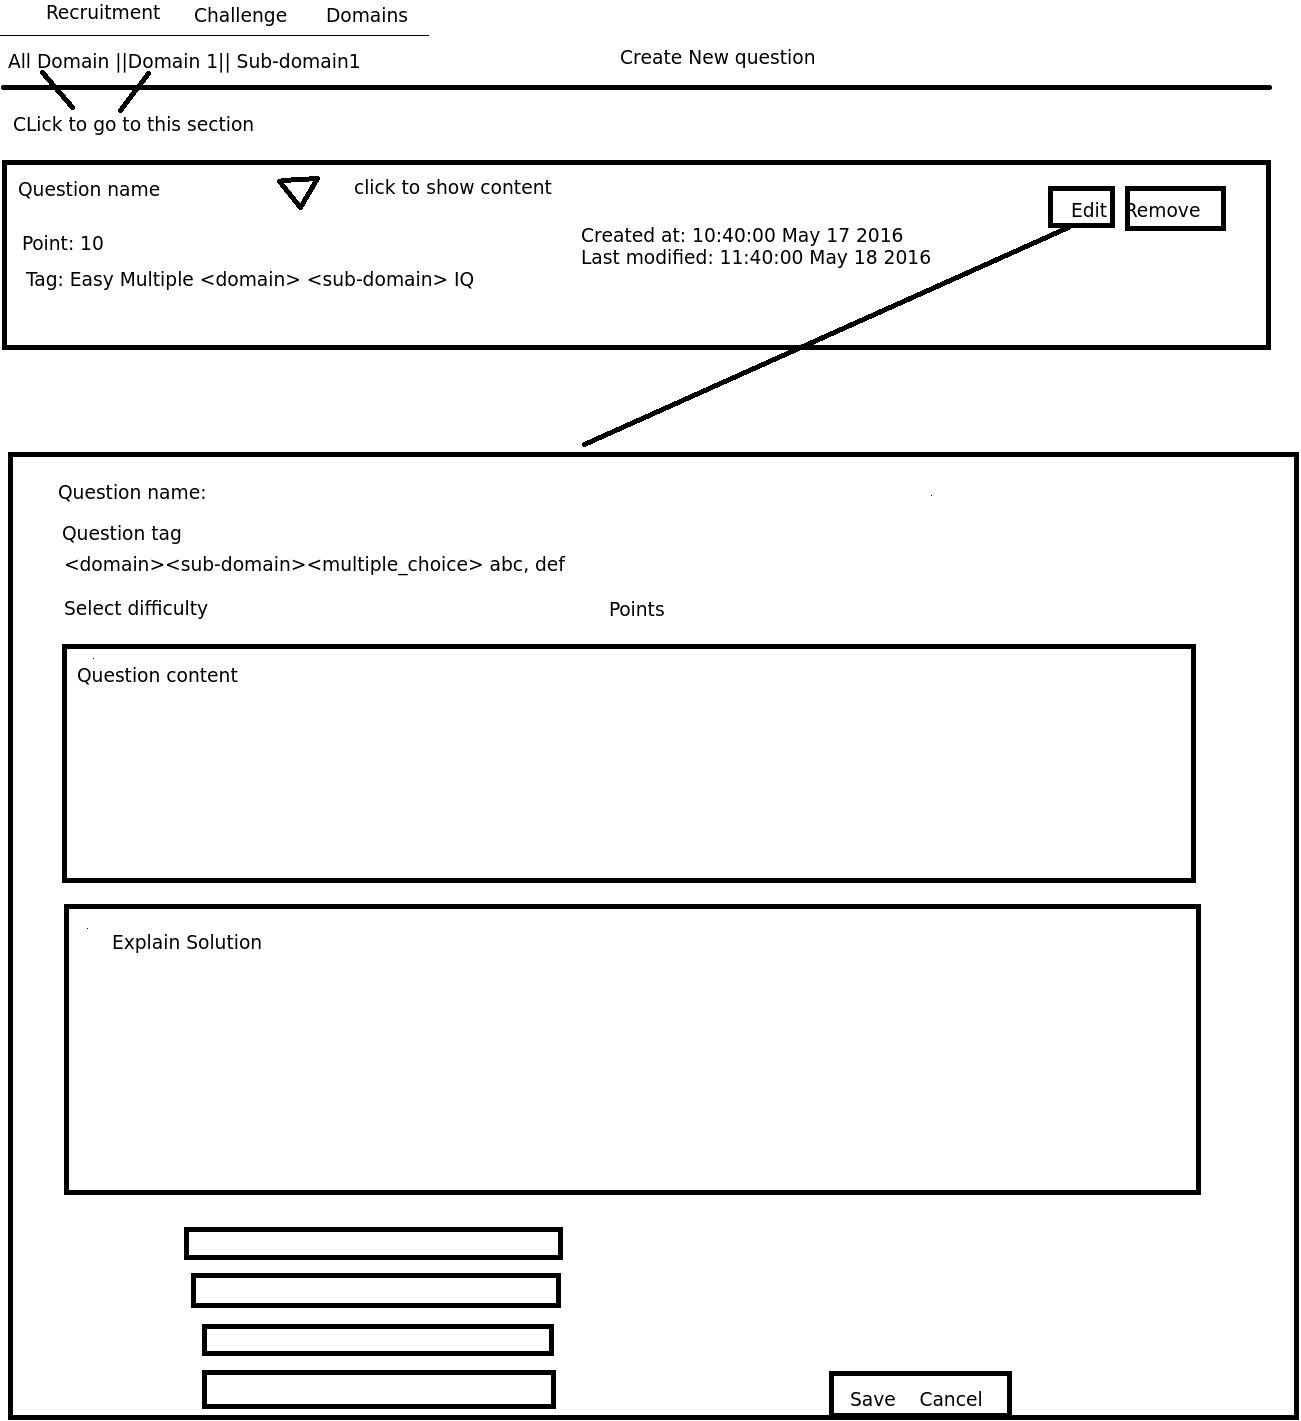 Recruitment Challenge Domains
All Domain ||Domain 1|| Sub-domain1 Create New question
CLick to go to this section
Question name click to show content Edit Remove
Point: 10
Created at: 10:40:00 May 17 2016
Last modified: 11:40:00 May 18 2016
Tag: Easy Multiple <domain> <sub-domain> IQ
Question name:
Question tag
<domain><sub-domain><multiple_choice> abc, def
Select difficulty Points
Question content
Explain Solution
Save Cancel